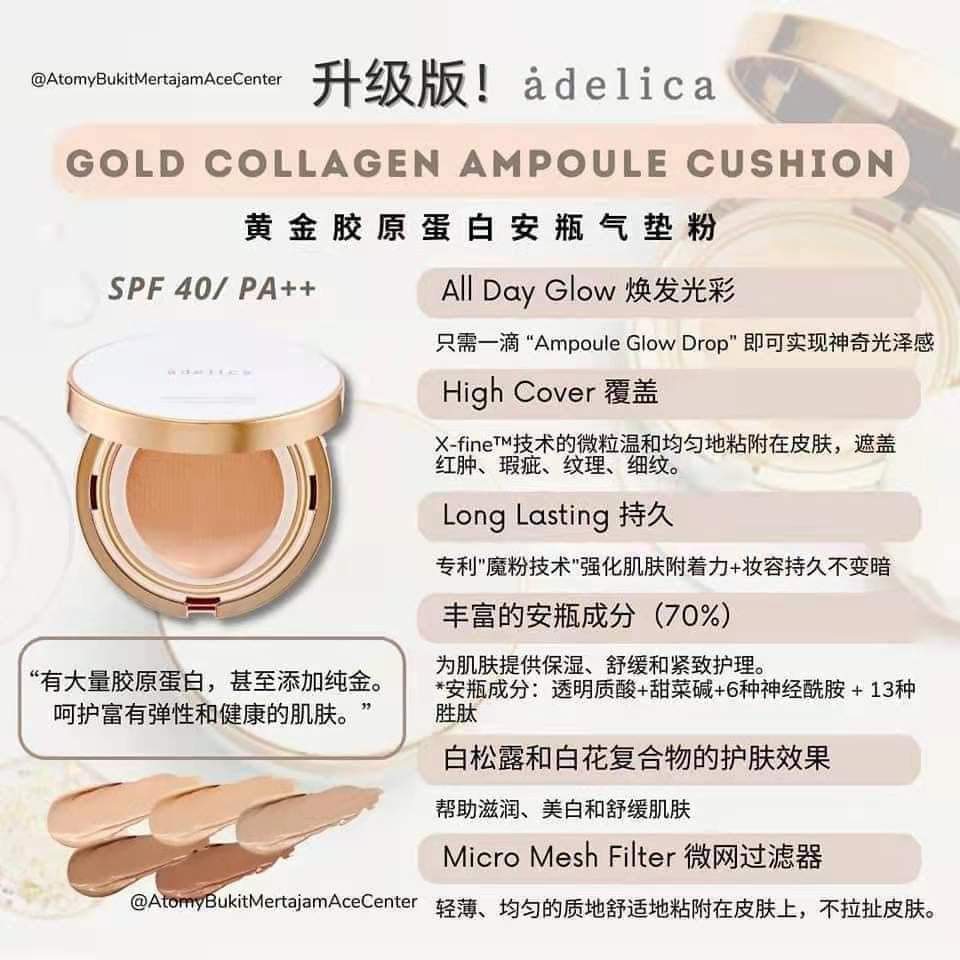 @AtomyBukitMertajamAceCenter
升级版！ adelica
GOLD COLLAGEN AMPOULE CUSHION
黄金胶原蛋白安瓶气垫粉
SPF 40/ PA++
adelica
“有大量胶原蛋白，甚至添加纯金。
呵护富有弹性和健康的肌肤。”
All Day Glow 焕发光彩
只需一滴 “Ampoule Glow Drop” 即可实现神奇光泽感
High Cover 覆盖
X-fine™技术的微粒温和均匀地粘附在皮肤，遮盖
红肿、瑕疵、纹理、细纹。
Long Lasting 持久
专利"魔粉技术"强化肌肤附着力+妆容持久不变暗
丰富的安瓶成分（70%）
为肌肤提供保湿、舒缓和紧致护理。
*安瓶成分：透明质酸+甜菜碱+6种神经酰胺 + 13种
胜肽
白松露和白花复合物的护肤效果
帮助滋润、美白和舒缓肌肤
Micro Mesh Filter 微网过滤器
轻薄、均匀的质地舒适地粘附在皮肤上，不拉扯皮肤。
@AtomyBukitMertajamAceCenter